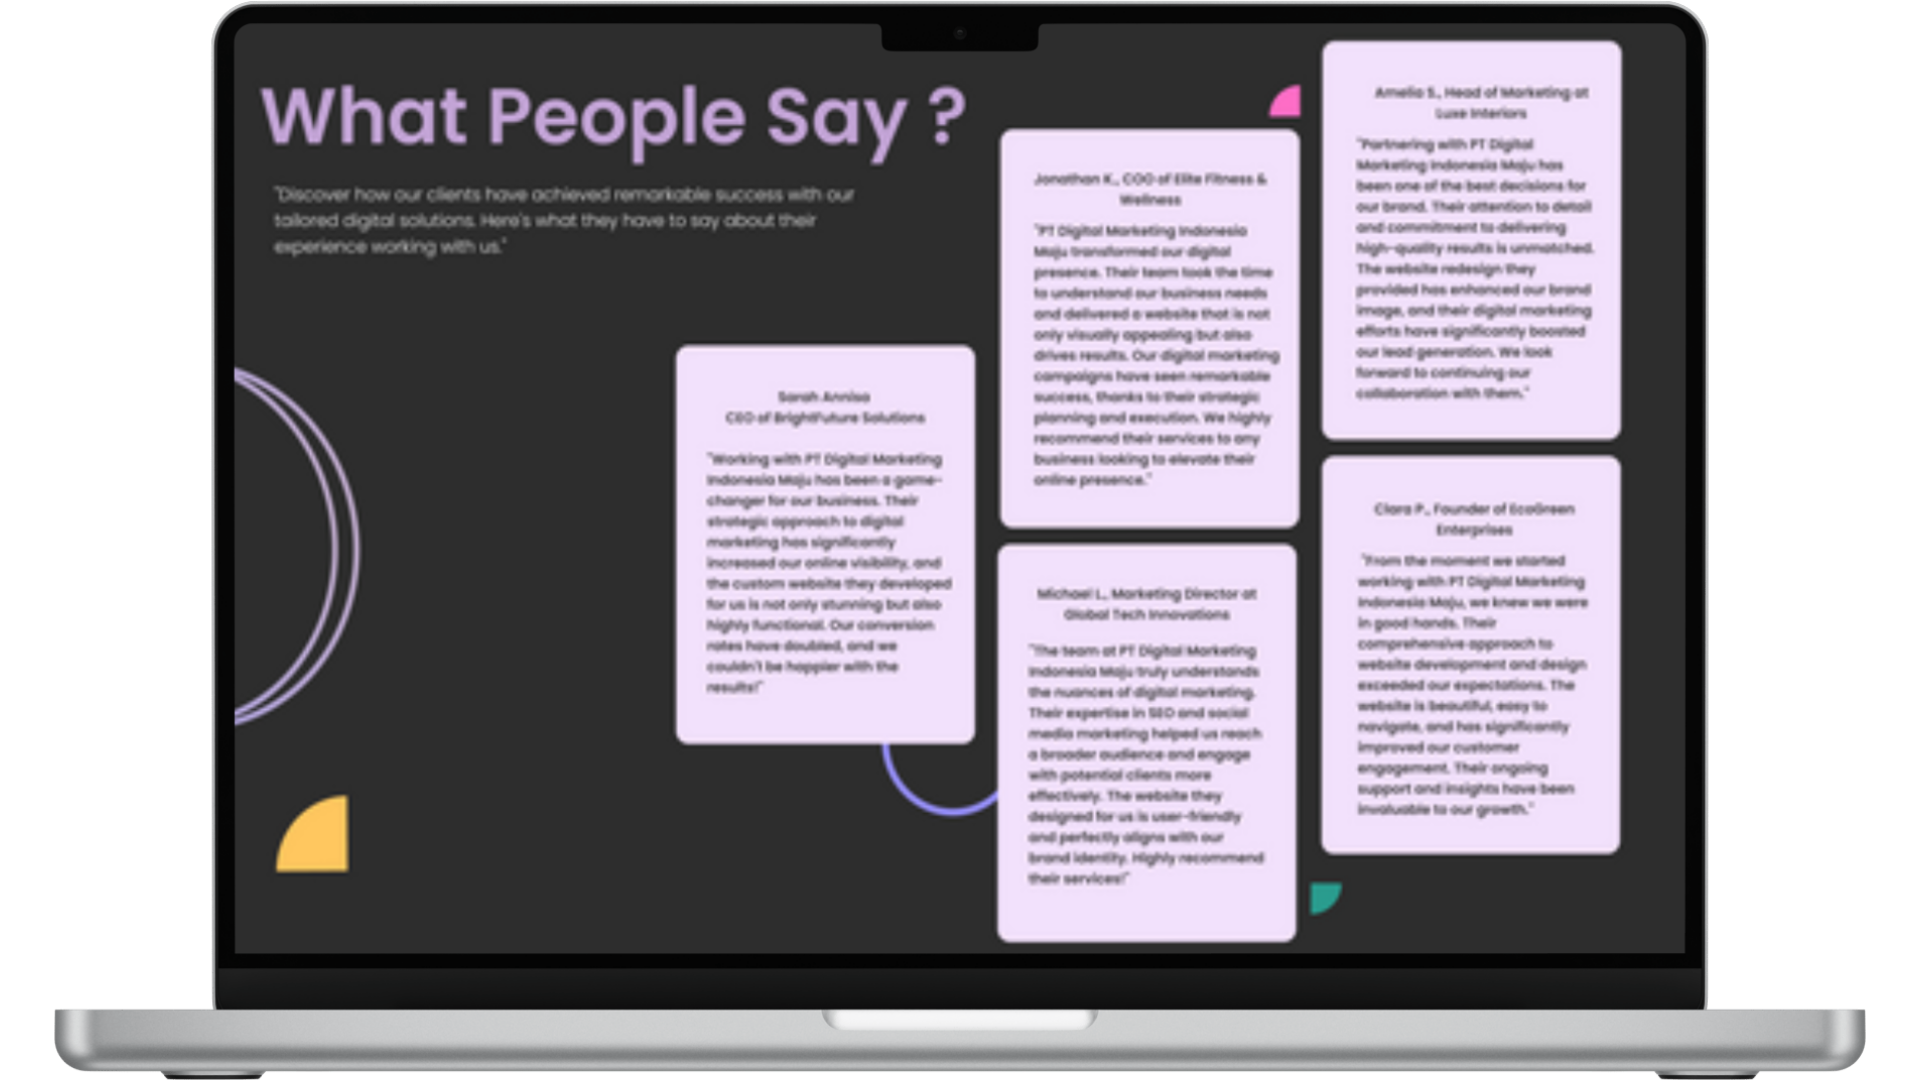 What People Say ?
"Discover how our clients have achieved remarkable success with our
tailored digital solutions. Here's what they have to say about their
experience working with us."
Sarah Annisa
CEO of BrightFuture Solutions
"Working with PT Digital Marketing
Indonesia Maju has been a game-
changer for our business. Their
strategic approach to digital
marketing has significantly
increased our online visibility, and
the custom website they developed
for us is not only stunning but also
highly functional. Our conversion
rates have doubled, and we
couldn't be happier with the
results!"
Jonathan K., COO of Elite Fitness &
Wellness
"PT Digital Marketing Indonesia
Maju transformed our digital
presence. Their team took the time
to understand our business needs
and delivered a website that is not
only visually appealing but also
drives results. Our digital marketing
campaigns have seen remarkable
success, thanks to their strategic
planning and execution. We highly
recommend their services to any
business looking to elevate their
online presence."
Michael L., Marketing Director at
Global Tech Innovations
"The team at PT Digital Marketing
Indonesia Maju truly understands
the nuances of digital marketing.
Their expertise in SEO and social
media marketing helped us reach
a broader audience and engage
with potential clients more
effectively. The website they
designed for us is user-friendly
and perfectly aligns with our
brand identity. Highly recommend
their services!"
Amelia S., Head of Marketing at
Luxe Interiors
"Partnering with PT Digital
Marketing Indonesia Maju has
been one of the best decisions for
our brand. Their attention to detail
and commitment to delivering
high-quality results is unmatched.
The website redesign they
provided has enhanced our brand
image, and their digital marketing
efforts have significantly boosted
our lead generation. We look
forward to continuing our
collaboration with them."
Clara P., Founder of EcoGreen
Enterprises
"From the moment we started
working with PT Digital Marketing
Indonesia Maju, we knew we were
in good hands. Their
comprehensive approach to
website development and design
exceeded our expectations. The
website is beautiful, easy to
navigate, and has significantly
improved our customer
engagement. Their ongoing
support and insights have been
invaluable to our growth."